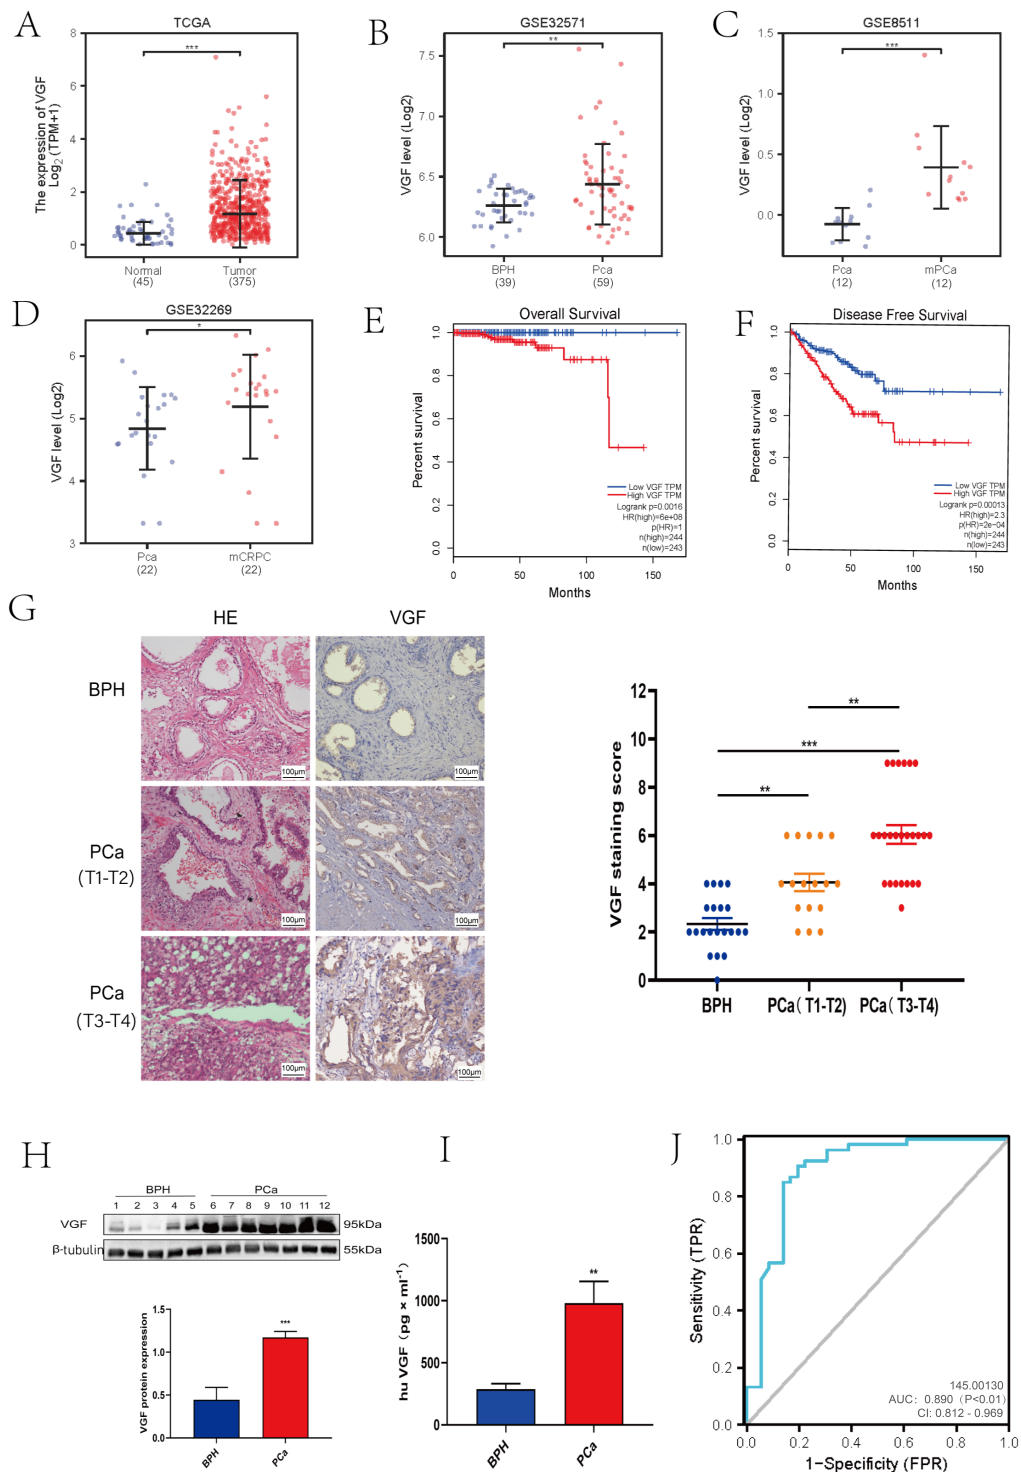 A
TCGA
***
The expression of VGF
Log2 (TPM+1)
8
6
4
2
0
Normal
(45)
Tumor
(375)
B
GSE32571
**
VGF level (Log2)
7.5
7.0
6.5
6.0
BPH
(39)
Pca
(59)
C
GSE8511
***
VGF level (Log2)
1.5
1.0
0.5
0.0
Pca
(12)
mPCa
(12)
D
GSE32269
*
VGF level (Log2)
6
5
4
3
Pca
(22)
mCRPC
(22)
E
Overall Survival
Percent survival
1.0
0.8
0.6
0.4
0.2
0.0
Low VGF TPM
High VGF TPM
Logrank p=0.0016
HR(high)=6e+08
p(HR)=1
n(high)=244
n(low)=243
0
50
100
150
Months
F
Disease Free Survival
Percent survival
1.0
0.8
0.6
0.4
0.2
0.0
Low VGF TPM
High VGF TPM
Logrank p=0.00013
HR(high)=2.3
p(HR)=2e-04
n(high)=244
n(low)=243
0
50
100
150
Months
G
HE
VGF
BPH
100μm
100μm
PCa
(T1-T2)
100μm
100μm
PCa
(T3-T4)
100μm
100μm
VGF staining score
12
10
8
6
4
2
0
**
***
**
BPH
PCa(T1-T2)
PCa(T3-T4)
H
BPH
PCa
1 2 3 4 5 6 7 8 9 10 11 12
VGF
95kDa
β-tubulin
55kDa
VGF protein expression
1.5
1.0
0.5
0.0
***
BPH
PCa
I
hu VGF (pg × ml-1)
1500
1000
500
0
**
BPH
PCa
J
Sensitivity (TPR)
1.0
0.8
0.6
0.4
0.2
0.0
145.00130
AUC: 0.890 (P<0.01)
CI: 0.812 - 0.969
0.0 0.2 0.4 0.6 0.8 1.0
1-Specificity (FPR)